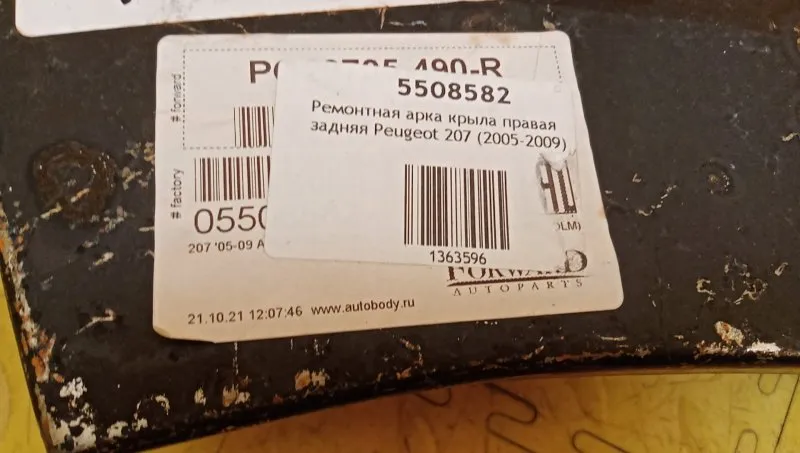 # forward
490-R
5508582
Ремонтная арка крыла правая
задняя Peugeot 207 (2005-2009)
# factory
1363596
207 '05-09
FORWARD
AUTOPARTS
21.10.21 12:07:46 www.autobody.ru